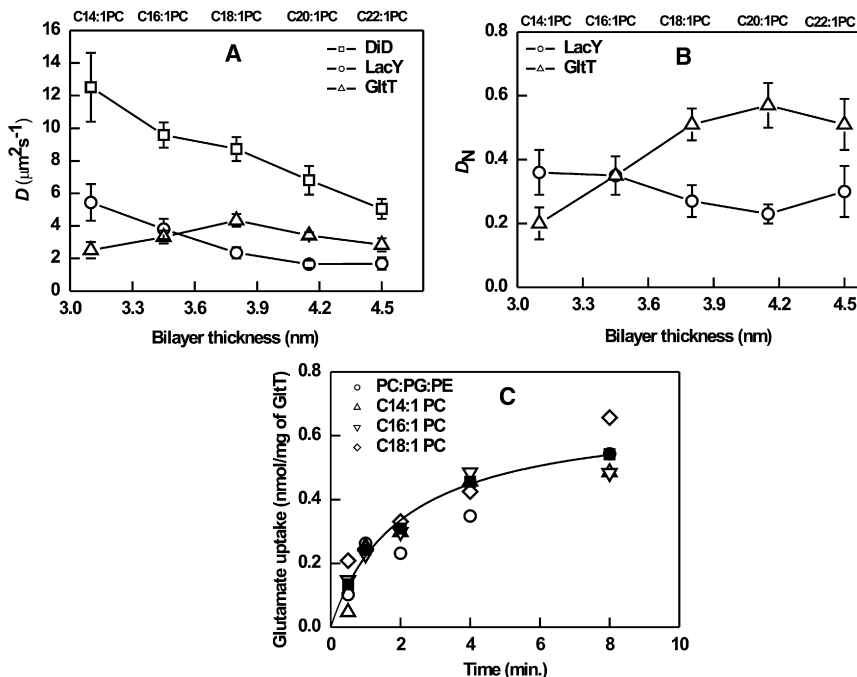 C14:1PC C16:1PC C18:1PC C20:1PC C22:1PC
A
DiD
LacY
GltT
D (μm²s⁻¹)
16
14
12
10
8
6
4
2
0
3.0 3.3 3.6 3.9 4.2 4.5
Bilayer thickness (nm)
C14:1PC C16:1PC C18:1PC C20:1PC C22:1PC
B
LacY
GltT
DN
0.8
0.6
0.4
0.2
0.0
3.0 3.3 3.6 3.9 4.2 4.5
Bilayer thickness (nm)
C
PC:PG:PE
C14:1 PC
C16:1 PC
C18:1 PC
Glutamate uptake (nmol/mg of GltT)
0.8
0.6
0.4
0.2
0.0
0 2 4 6 8 10
Time (min.)